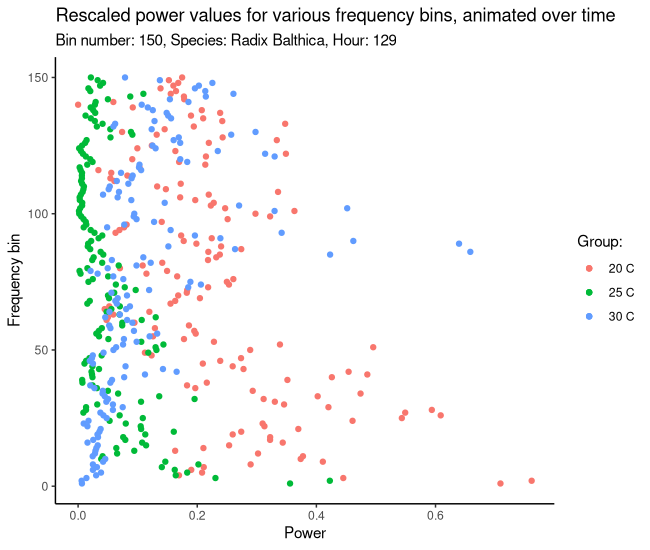 Rescaled power values for various frequency bins, animated over time
Bin number: 150, Species: Radix Balthica, Hour: 129
150
100
50
0
Frequency bin
0.0 0.2 0.4 0.6
Power
Group:
20 C
25 C
30 C